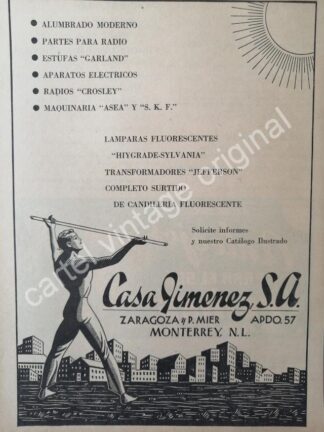 ● ALUMBRADO MODERNO
● PARTES PARA RADIO
● ESTUFAS "GARLAND"
● APARATOS ELECTRICOS
● RADIOS "CROSLEY"
● MAQUINARIA "ASEA" Y "S. K. F."
LAMPARAS FLUORESCENTES
"HIYGRADE-SYLVANIA"
TRANSFORMADORES "JEFFERSON"
COMPLETO SURTIDO
DE CANDILERIA FLUORESCENTE
Solicite informes
y nuestro Catálogo Ilustrado
cartel vintage original
Casa Jimenez, S.A.
ZARAGOZA y P. MIER APDO. 57
MONTERREY, N. L.